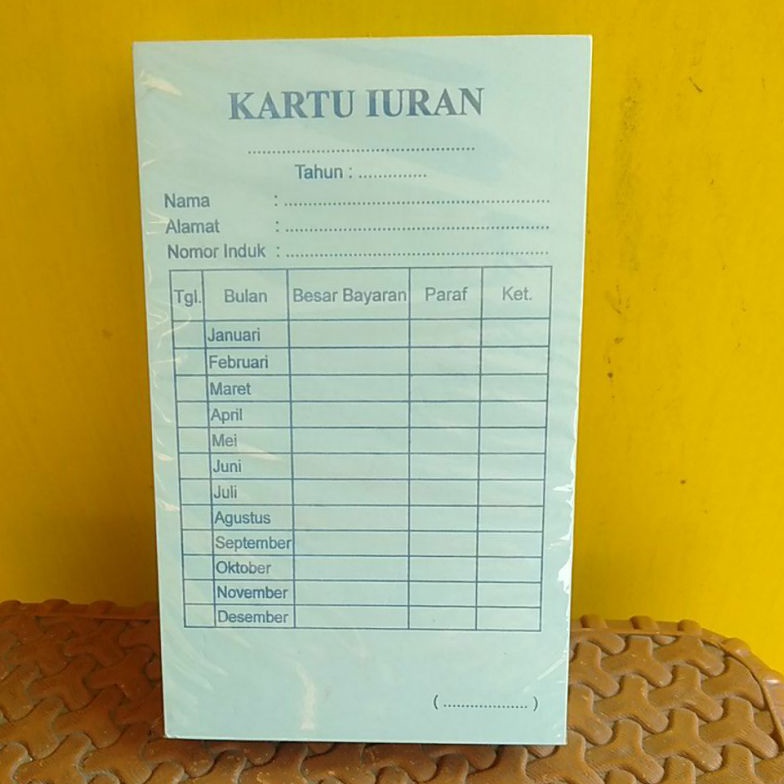 KARTU IURAN
..............................................
Tahun : ..............
Nama : ......................................................
Alamat : ......................................................
Nomor Induk : ......................................................
Tgl. Bulan Besar Bayaran Paraf Ket.
Januari
Februari
Maret
April
Mei
Juni
Juli
Agustus
September
Oktober
November
Desember
( ................... )